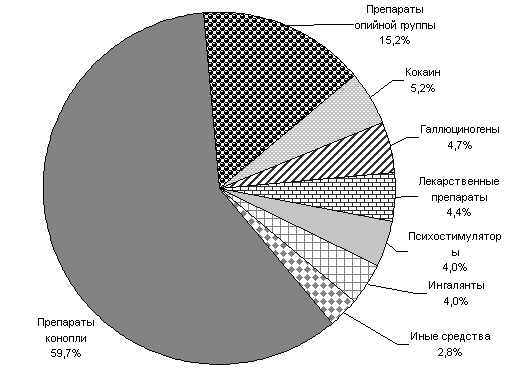 Препараты
опийной группы
15,2%
Кокаин
5,2%
Галлюциногены
4,7%
Лекарственные
препараты
4,4%
Психостимулятор
ы
4,0%
Ингалянты
4,0%
Иные средства
2,8%
Препараты
конопли
59,7%